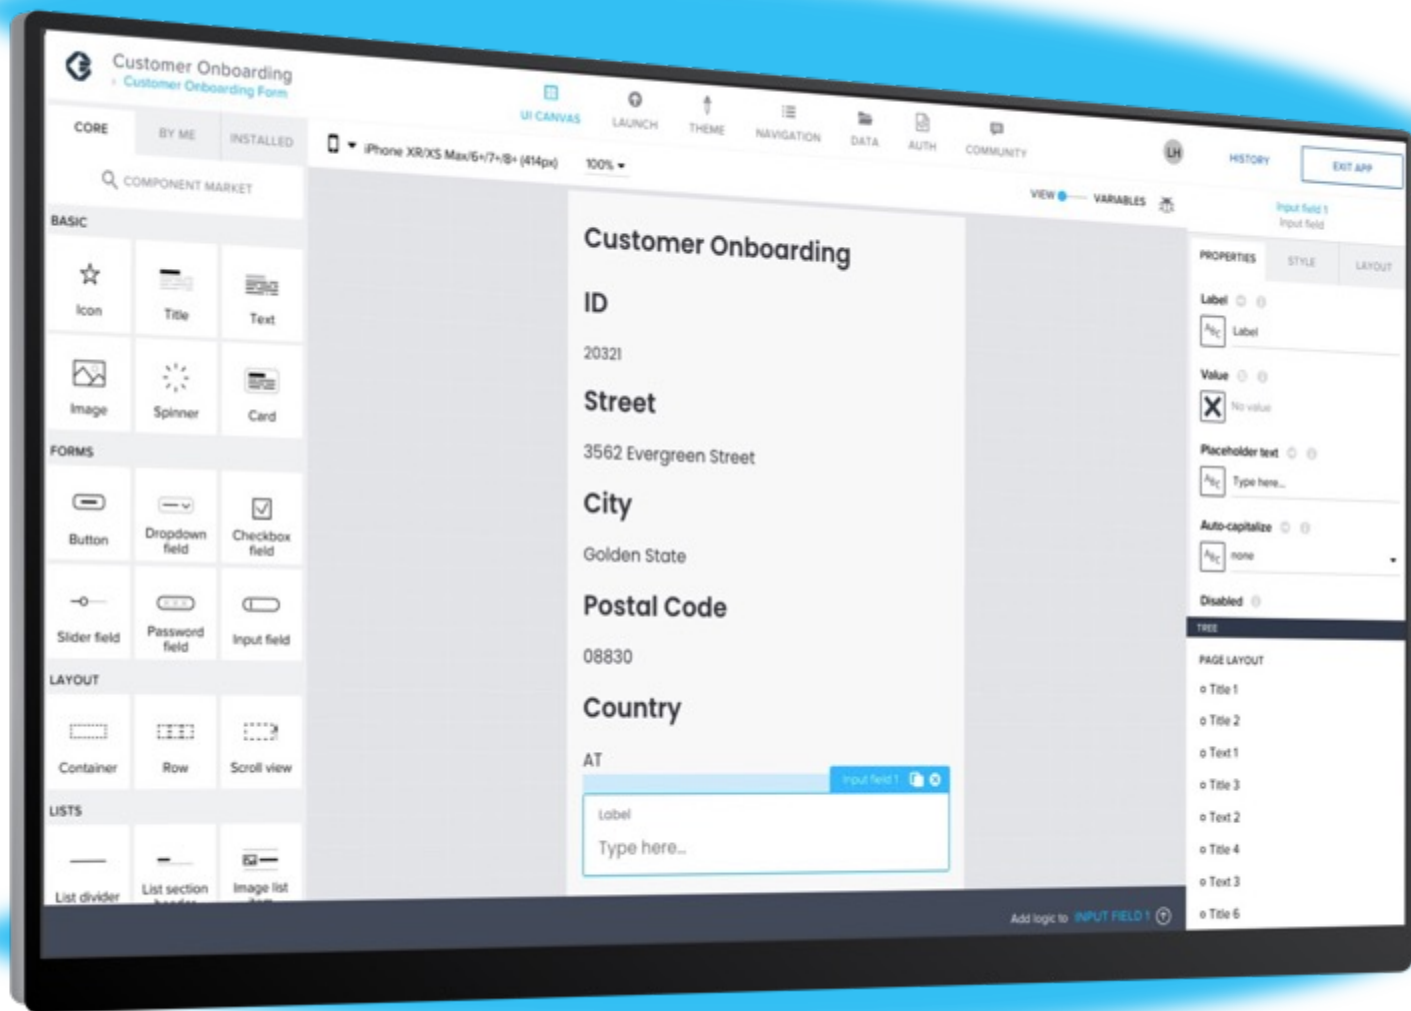 Customer Onboarding
Customer Onboarding Form
UI CANVAS
LAUNCH
THEME
NAVIGATION
DATA
AUTH
COMMUNITY
LH
HISTORY
EXIT APP
CORE
BY ME
INSTALLED
iPhone XR/XS Max/6+/7+/8+ (414px)
100%
VIEW
VARIABLES
COMPONENT MARKET
BASIC
Icon
Title
Text
Image
Spinner
Card
FORMS
Button
Dropdown
field
Checkbox
field
Slider field
Password
field
Input field
LAYOUT
Container
Row
Scroll view
LISTS
List divider
List section
header
Image list
item
Customer Onboarding
ID
20321
Street
3562 Evergreen Street
City
Golden State
Postal Code
08830
Country
AT
Input field 1
Label
Type here...
Add logic to INPUT FIELD 1
Input field 1
Input field
PROPERTIES
STYLE
LAYOUT
Label
ABC Label
Value
No value
Placeholder text
ABC Type here...
Auto-capitalize
ABC none
Disabled
TREE
PAGE LAYOUT
Title 1
Title 2
Text 1
Title 3
Text 2
Title 4
Text 3
Title 6